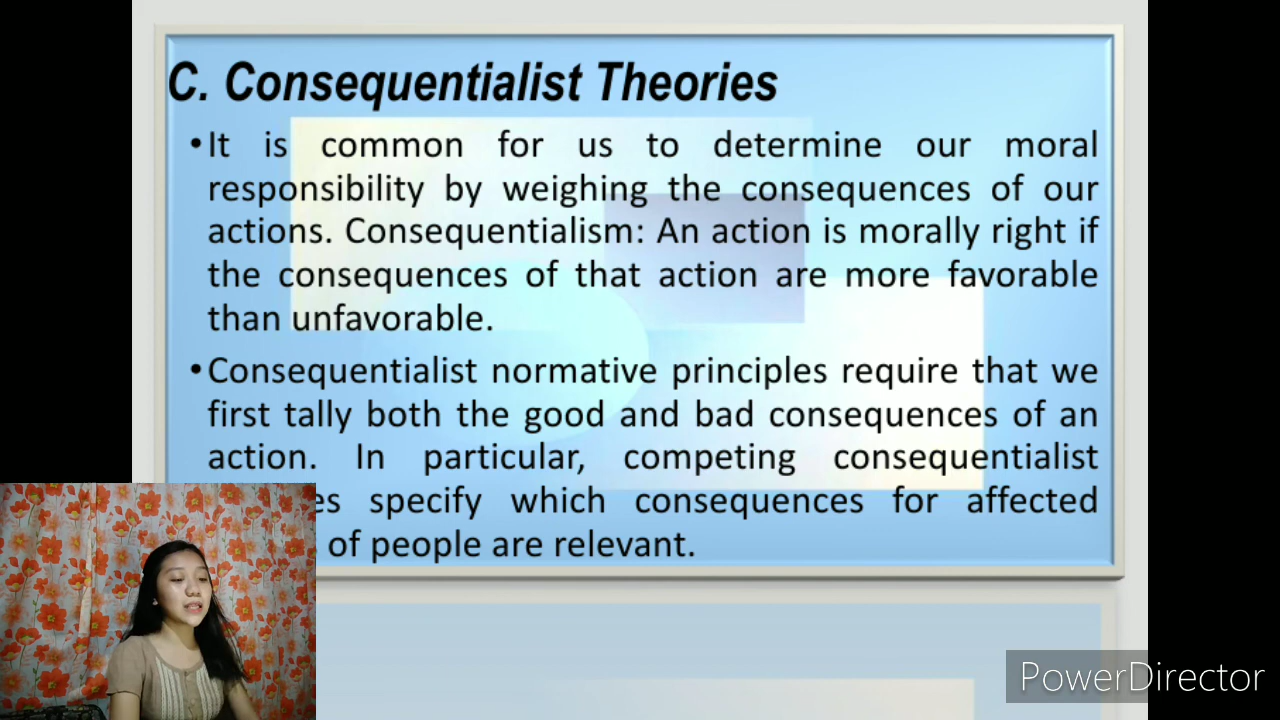 C. Consequentialist Theories
•It is common for us to determine our moral
responsibility by weighing the consequences of our
actions. Consequentialism: An action is morally right if
the consequences of that action are more favorable
than unfavorable.
•Consequentialist normative principles require that we
first tally both the good and bad consequences of an
action. In particular, competing consequentialist
specify which consequences for affected
of people are relevant.
PowerDirector